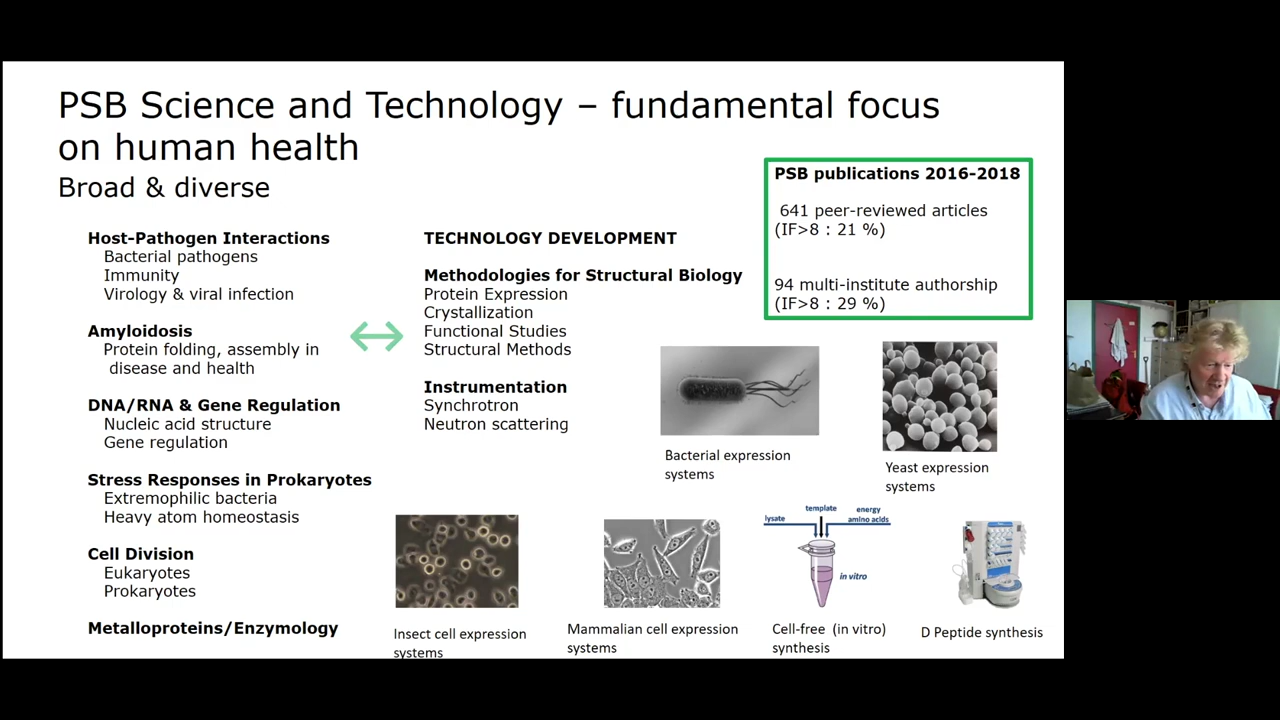 PSB Science and Technology – fundamental focus
on human health
Broad & diverse
PSB publications 2016-2018
641 peer-reviewed articles
(IF>8 : 21 %)
94 multi-institute authorship
(IF>8 : 29 %)
Host-Pathogen Interactions
Bacterial pathogens
Immunity
Virology & viral infection
Amyloidosis
Protein folding, assembly in
disease and health
DNA/RNA & Gene Regulation
Nucleic acid structure
Gene regulation
Stress Responses in Prokaryotes
Extremophilic bacteria
Heavy atom homeostasis
Cell Division
Eukaryotes
Prokaryotes
Metalloproteins/Enzymology
TECHNOLOGY DEVELOPMENT
Methodologies for Structural Biology
Protein Expression
Crystallization
Functional Studies
Structural Methods
Instrumentation
Synchrotron
Neutron scattering
Bacterial expression
systems
Yeast expression
systems
Insect cell expression
systems
Mammalian cell expression
systems
lysate
template
energy
amino acids
in vitro
Cell-free (in vitro)
synthesis
D Peptide synthesis